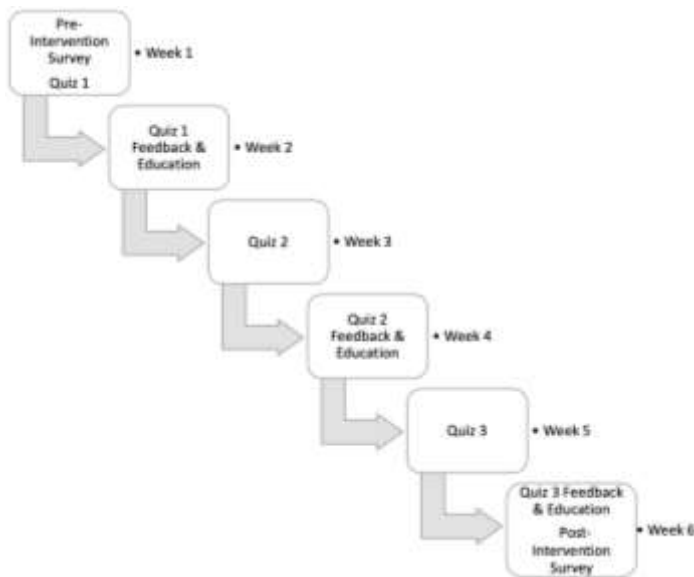 Pre-
Intervention
Survey
Quiz 1
• Week 1
Quiz 1
Feedback &
Education
• Week 2
Quiz 2
• Week 3
Quiz 2
Feedback &
Education
• Week 4
Quiz 3
• Week 5
Quiz 3 Feedback
& Education
Post-
Intervention
Survey
• Week 6